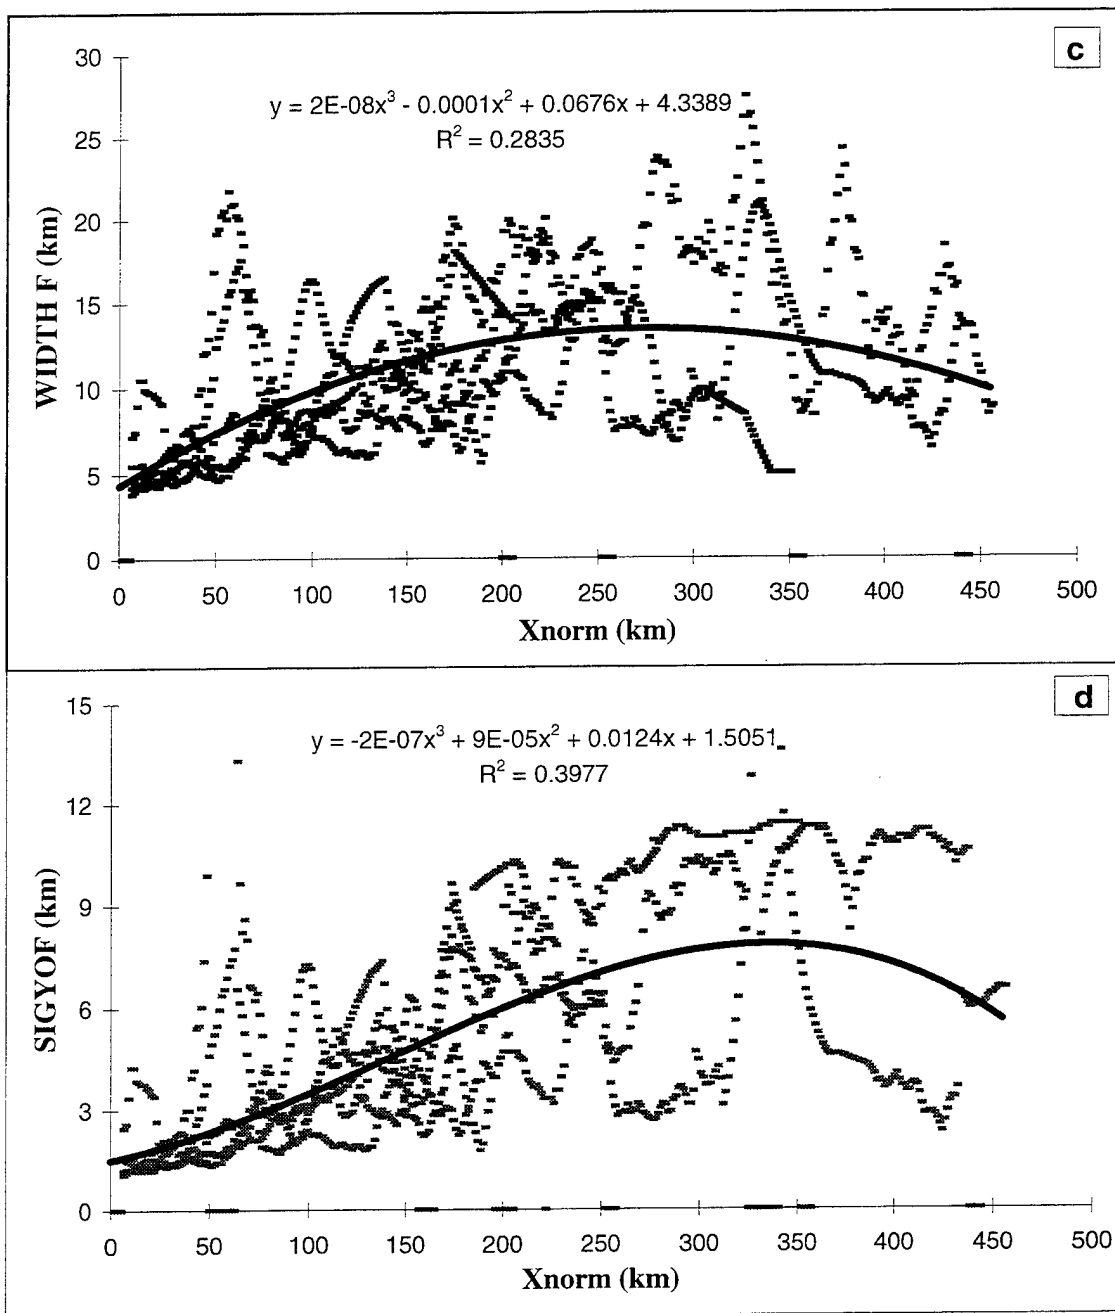 c
30
y = 2E-08x³ - 0.0001x² + 0.0676x + 4.3389
R² = 0.2835
25
20
15
10
5
0
WIDTH F (km)
0 50 100 150 200 250 300 350 400 450 500
Xnorm (km)
d
15
y = -2E-07x³ + 9E-05x² + 0.0124x + 1.5051
R² = 0.3977
12
9
6
3
0
SIGYOF (km)
0 50 100 150 200 250 300 350 400 450 500
Xnorm (km)